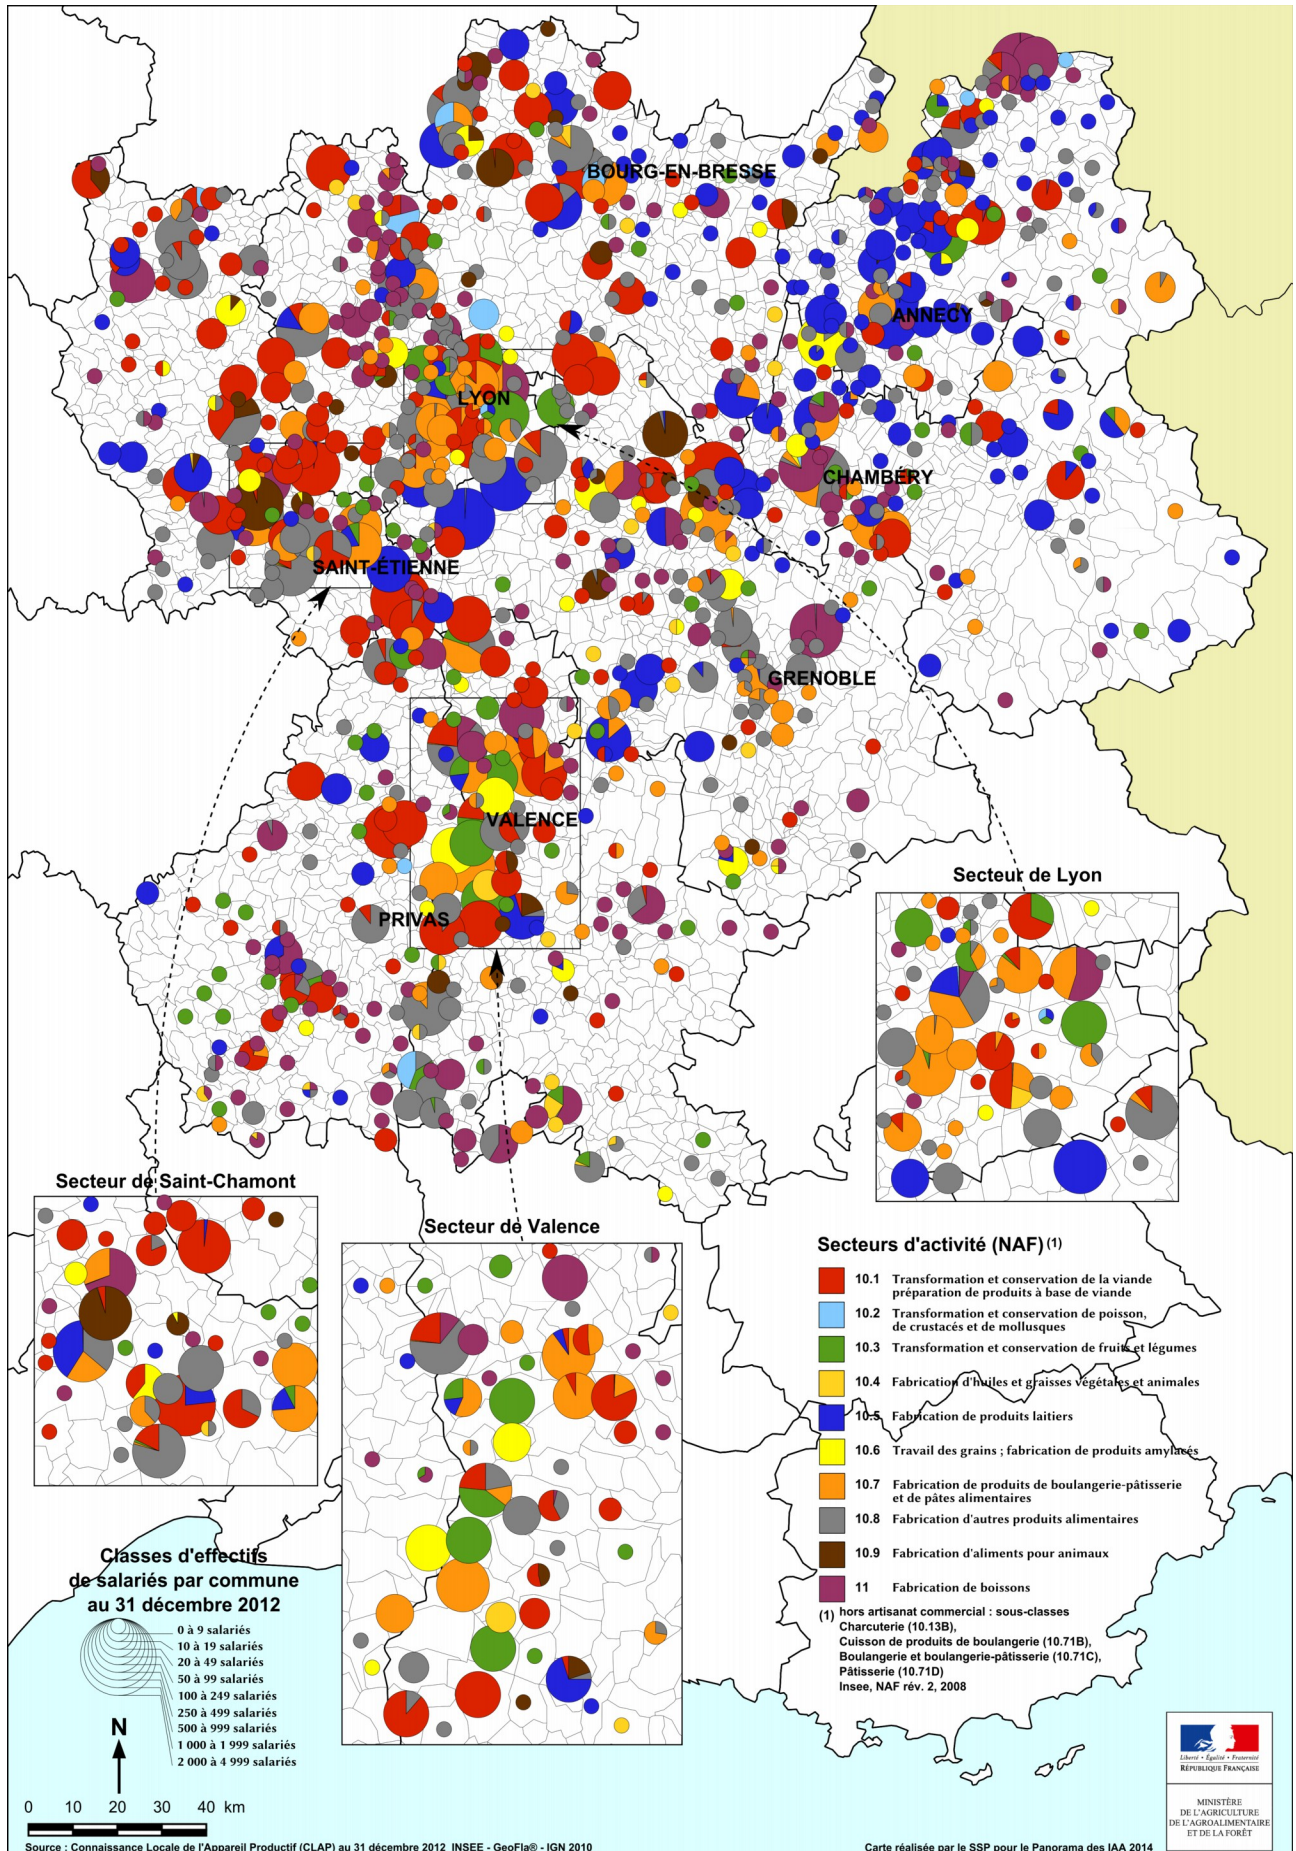 BOURG-EN-BRESSE
ANNECY
LYON
CHAMBÉRY
SAINT-ÉTIENNE
GRENOBLE
VALENCE
PRIVAS
Secteur de Lyon
Secteur de Saint-Chamont
Secteur de Valence
Secteurs d'activité (NAF) (1)
10.1 Transformation et conservation de la viande
préparation de produits à base de viande
10.2 Transformation et conservation de poisson,
de crustacés et de mollusques
10.3 Transformation et conservation de fruits et légumes
10.4 Fabrication d'huiles et graisses végétales et animales
10.5 Fabrication de produits laitiers
10.6 Travail des grains ; fabrication de produits amylacés
10.7 Fabrication de produits de boulangerie-pâtisserie
et de pâtes alimentaires
10.8 Fabrication d'autres produits alimentaires
10.9 Fabrication d'aliments pour animaux
11 Fabrication de boissons
(1) hors artisanat commercial : sous-classes
Charcuterie (10.13B),
Cuisson de produits de boulangerie (10.71B),
Boulangerie et boulangerie-pâtisserie (10.71C),
Pâtisserie (10.71D)
Insee, NAF rév. 2, 2008
Classes d'effectifs
de salariés par commune
au 31 décembre 2012
0 à 9 salariés
10 à 19 salariés
20 à 49 salariés
50 à 99 salariés
100 à 249 salariés
250 à 499 salariés
500 à 999 salariés
1 000 à 1 999 salariés
2 000 à 4 999 salariés
N
0 10 20 30 40 km
Liberté • Égalité • Fraternité
RÉPUBLIQUE FRANÇAISE
MINISTÈRE
DE L'AGRICULTURE
DE L'AGROALIMENTAIRE
ET DE LA FORÊT
Source : Connaissance Locale de l'Appareil Productif (CLAP) au 31 décembre 2012 INSEE - GeoFla® - IGN 2010
Carte réalisée par le SSP pour le Panorama des IAA 2014